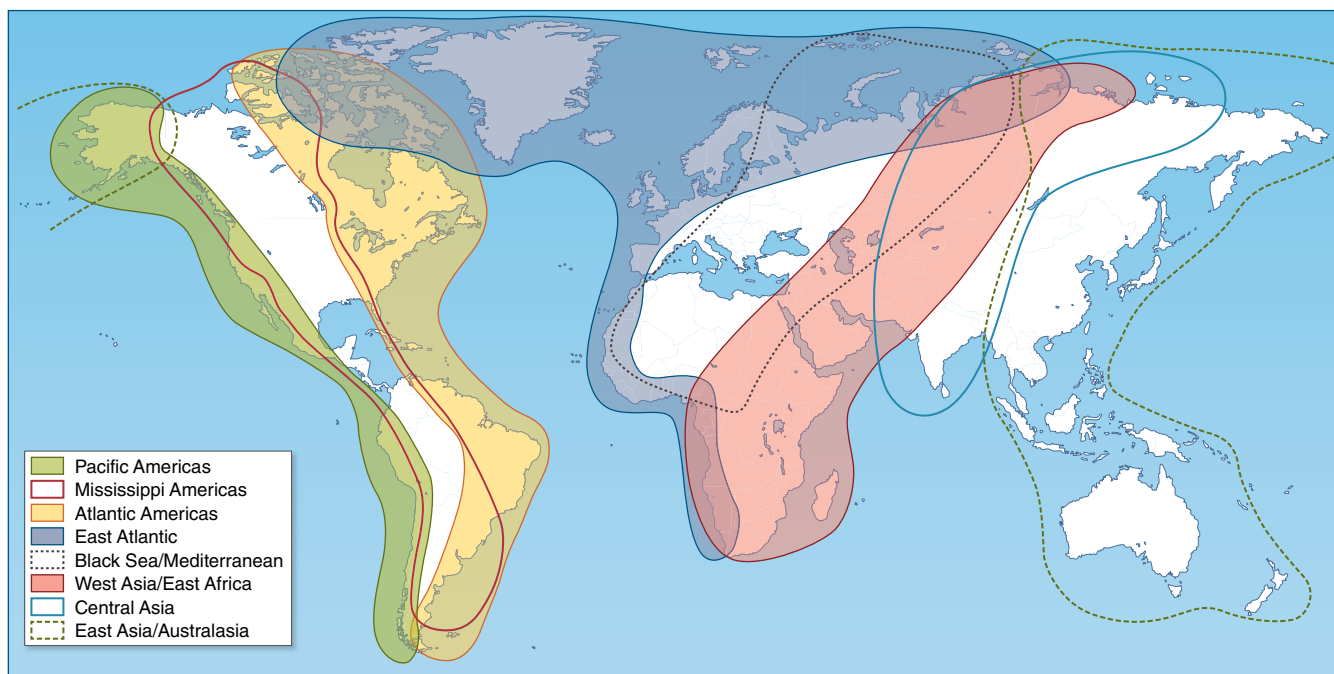 Pacific Americas
Mississippi Americas
Atlantic Americas
East Atlantic
Black Sea/Mediterranean
West Asia/East Africa
Central Asia
East Asia/Australasia